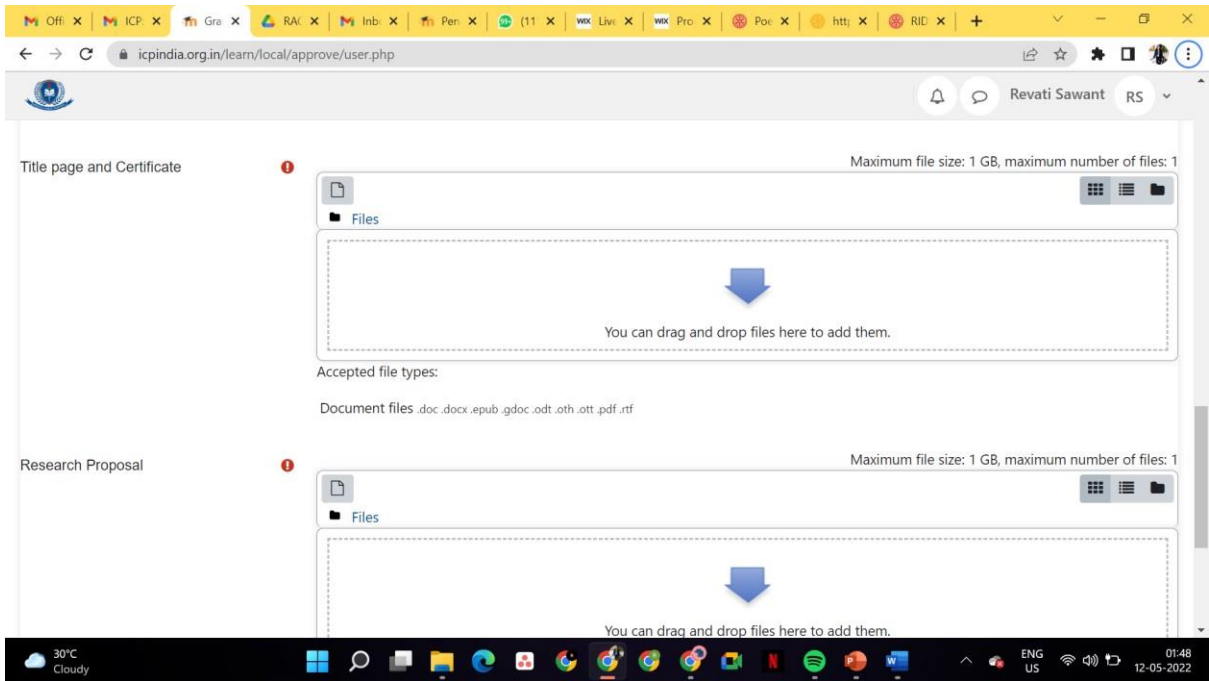 Offi ICP: Gra RAC Inb Pen (11 WIX Live WIX Pro Poe http RID
icpindia.org.in/learn/local/approve/user.php
Revati Sawant RS
Title page and Certificate
Maximum file size: 1 GB, maximum number of files: 1
Files
You can drag and drop files here to add them.
Accepted file types:
Document files .doc .docx .epub .gdoc .odt .oth .ott .pdf .rtf
Research Proposal
Maximum file size: 1 GB, maximum number of files: 1
Files
You can drag and drop files here to add them.
30°C
Cloudy
ENG
US
01:48
12-05-2022